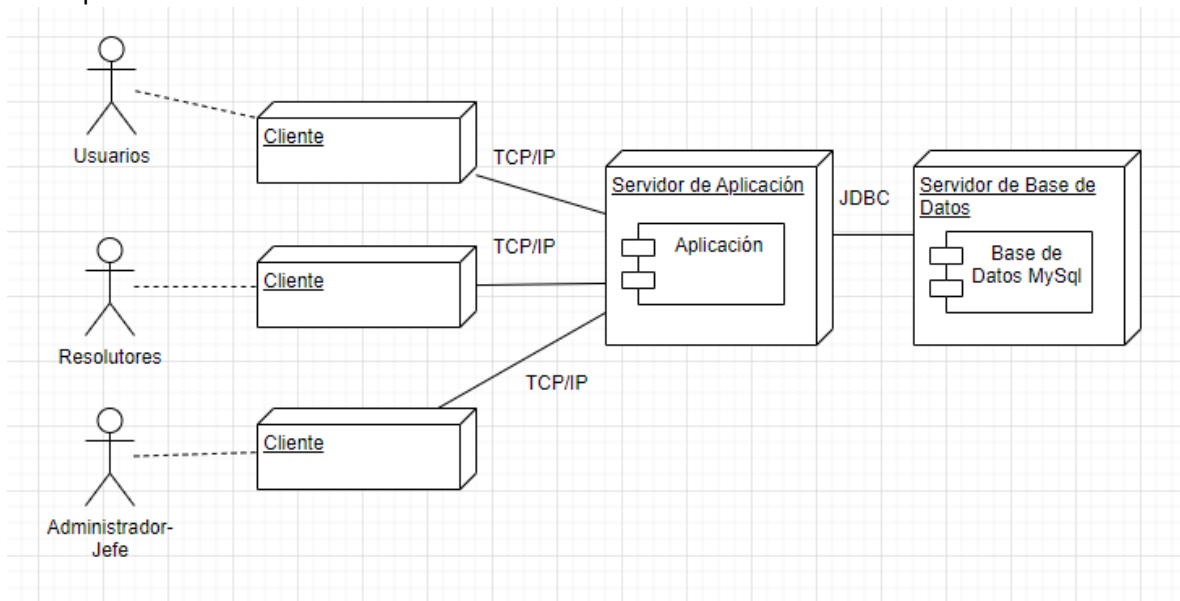 Usuarios
Cliente
TCP/IP
Resolutores
Cliente
TCP/IP
Administrador-
Jefe
Cliente
TCP/IP
Servidor de Aplicación
Aplicación
JDBC
Servidor de Base de
Datos
Base de
Datos MySql